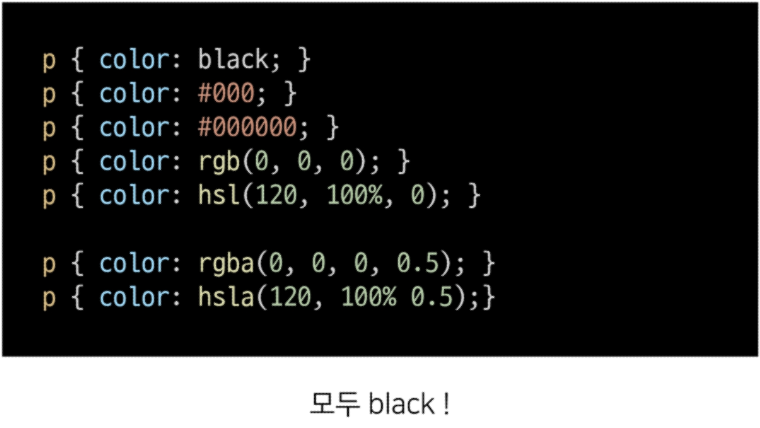 p { color: black; }
p { color: #000; }
p { color: #000000; }
p { color: rgb(0, 0, 0); }
p { color: hsl(120, 100%, 0); }
p { color: rgba(0, 0, 0, 0.5); }
p { color: hsla(120, 100% 0.5);}
모두 black !